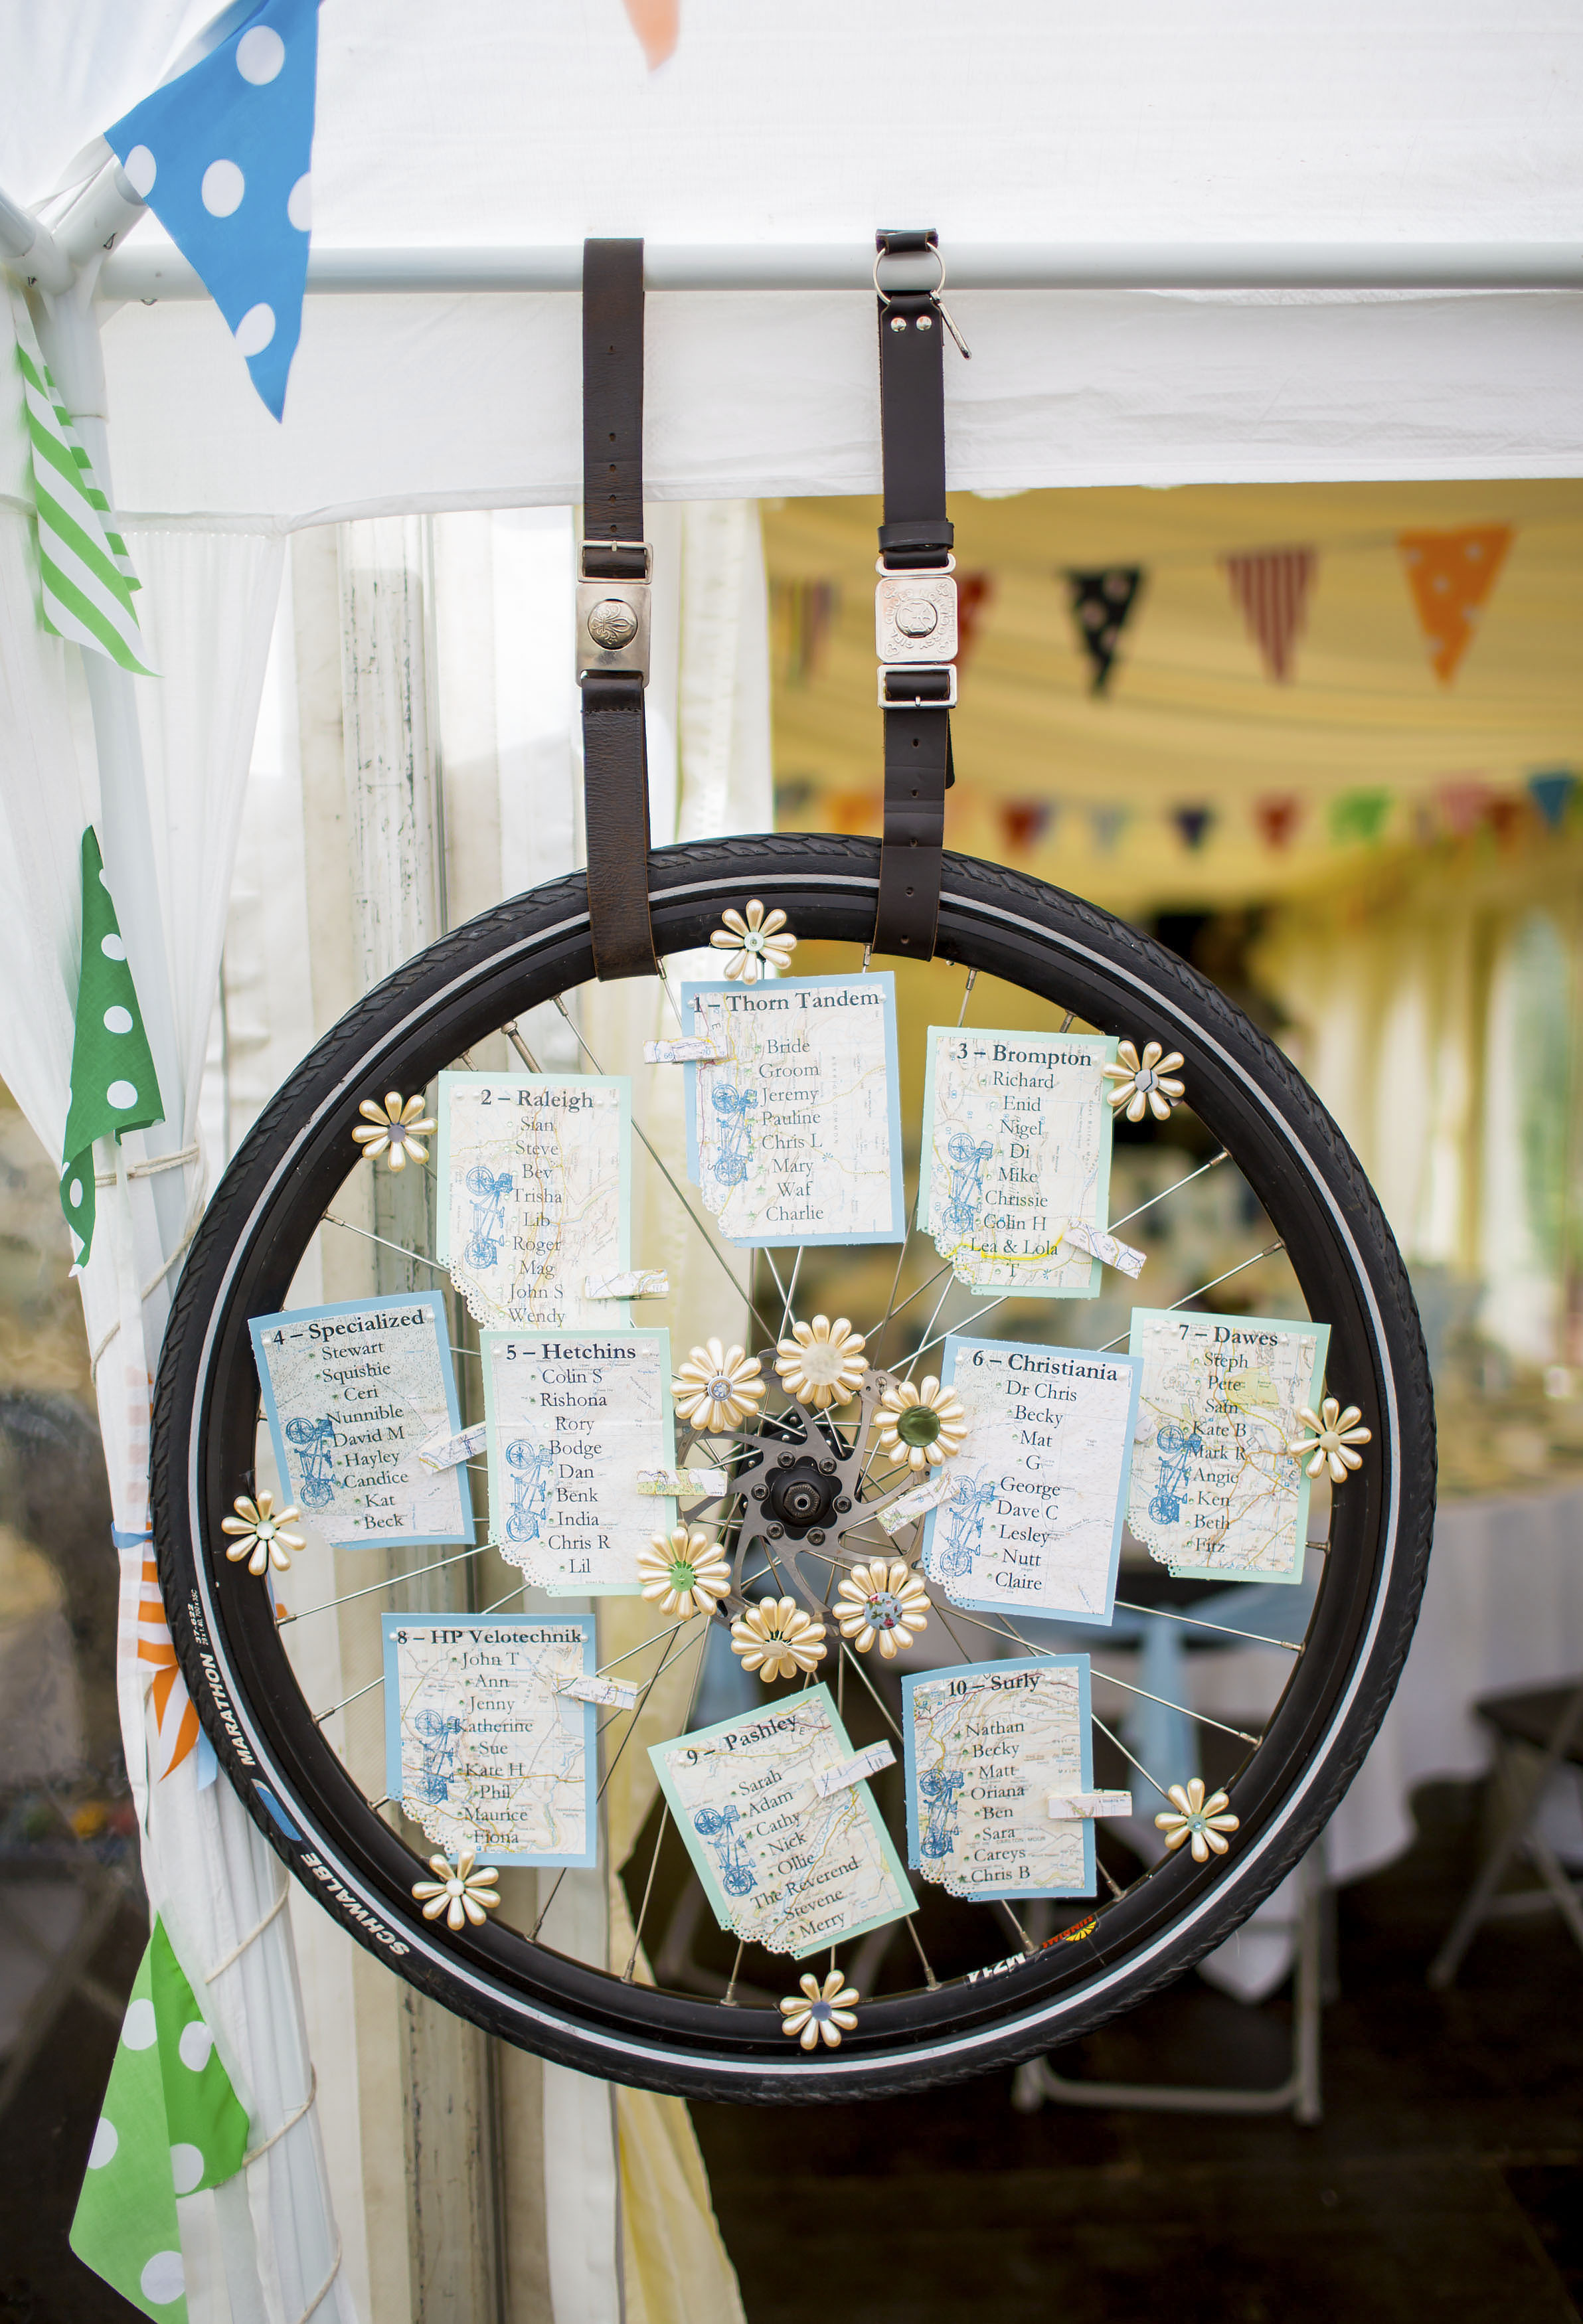 1 – Thorn Tandem
Bride
Groom
Jeremy
Pauline
Chris L
Mary
Waf
Charlie
2 – Raleigh
Sian
Steve
Bev
Trisha
Lib
Roger
Mag
John S
Wendy
3 – Brompton
Richard
Enid
Nigel
Di
Mike
Chrissie
Colin H
Lea & Lola
T
4 – Specialized
Stewart
Squishie
Ceri
Nunnible
David M
Hayley
Candice
Kat
Beck
5 – Hetchins
Colin S
Rishona
Rory
Bodge
Dan
Benk
India
Chris R
Lil
6 – Christiania
Dr Chris
Becky
Mat
G
George
Dave C
Lesley
Nutt
Claire
7 – Dawes
Steph
Pete
Sam
Kate B
Mark R
Angie
Ken
Beth
Fitz
8 – HP Velotechnik
John T
Ann
Jenny
Katherine
Sue
Kate H
Phil
Maurice
Fiona
9 – Pashley
Sarah
Adam
Cathy
Nick
Ollie
The Reverend
Stevene
Merry
10 – Surly
Nathan
Becky
Matt
Oriana
Ben
Sara
Careys
Chris B
MARATHON
SCHWALBE